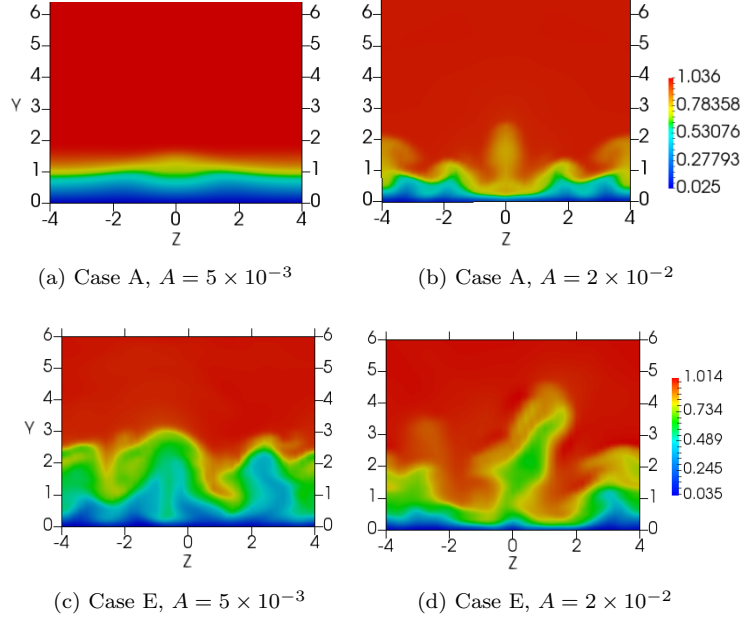 6 6 6 6
5 5 5 5
1.036
4 4 4 4
0.78358
Y 3 3 3 3
0.53076
2 2 2 2
0.27793
1 1 1 1
0.025
0 0 0 0
-4 -2 0 2 4 -4 -2 0 2 4
Z Z
(a) Case A, A = 5 × 10−3 (b) Case A, A = 2 × 10−2
6 6 6 6
5 5 5 5
1.014
4 4 4 4
0.734
Y 3 3 3 3
0.489
2 2 2 2
0.245
1 1 1 1
0.035
0 0 0 0
-4 -2 0 2 4 -4 -2 0 2 4
Z Z
(c) Case E, A = 5 × 10−3 (d) Case E, A = 2 × 10−2